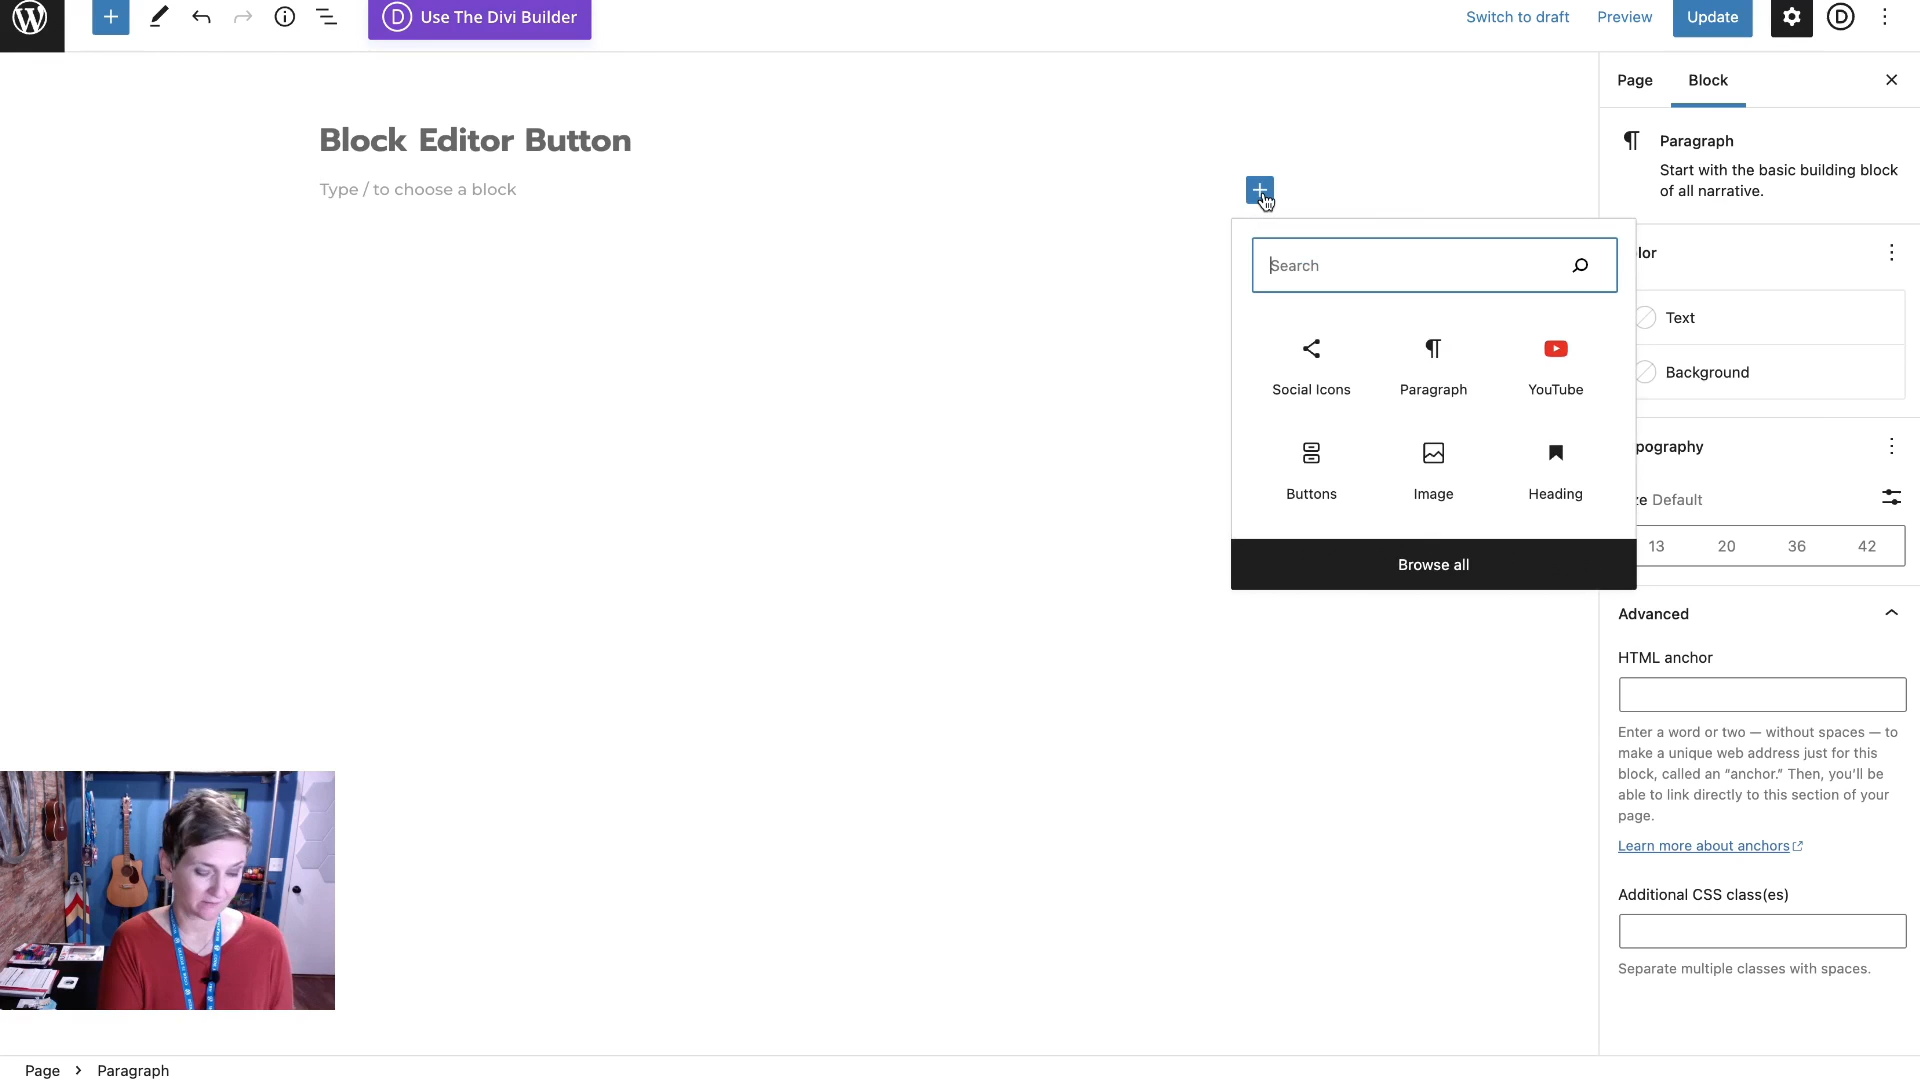 Use The Divi Builder
Switch to draft
Preview
Update
Block Editor Button
Type / to choose a block
Search
Social Icons
Paragraph
YouTube
Buttons
Image
Heading
Browse all
Page
Block
Paragraph
Start with the basic building block
of all narrative.
lor
Text
Background
pography
ze Default
13 20 36 42
Advanced
HTML anchor
Enter a word or two — without spaces — to
make a unique web address just for this
block, called an “anchor.” Then, you’ll be
able to link directly to this section of your
page.
Learn more about anchors
Additional CSS class(es)
Separate multiple classes with spaces.
Page > Paragraph